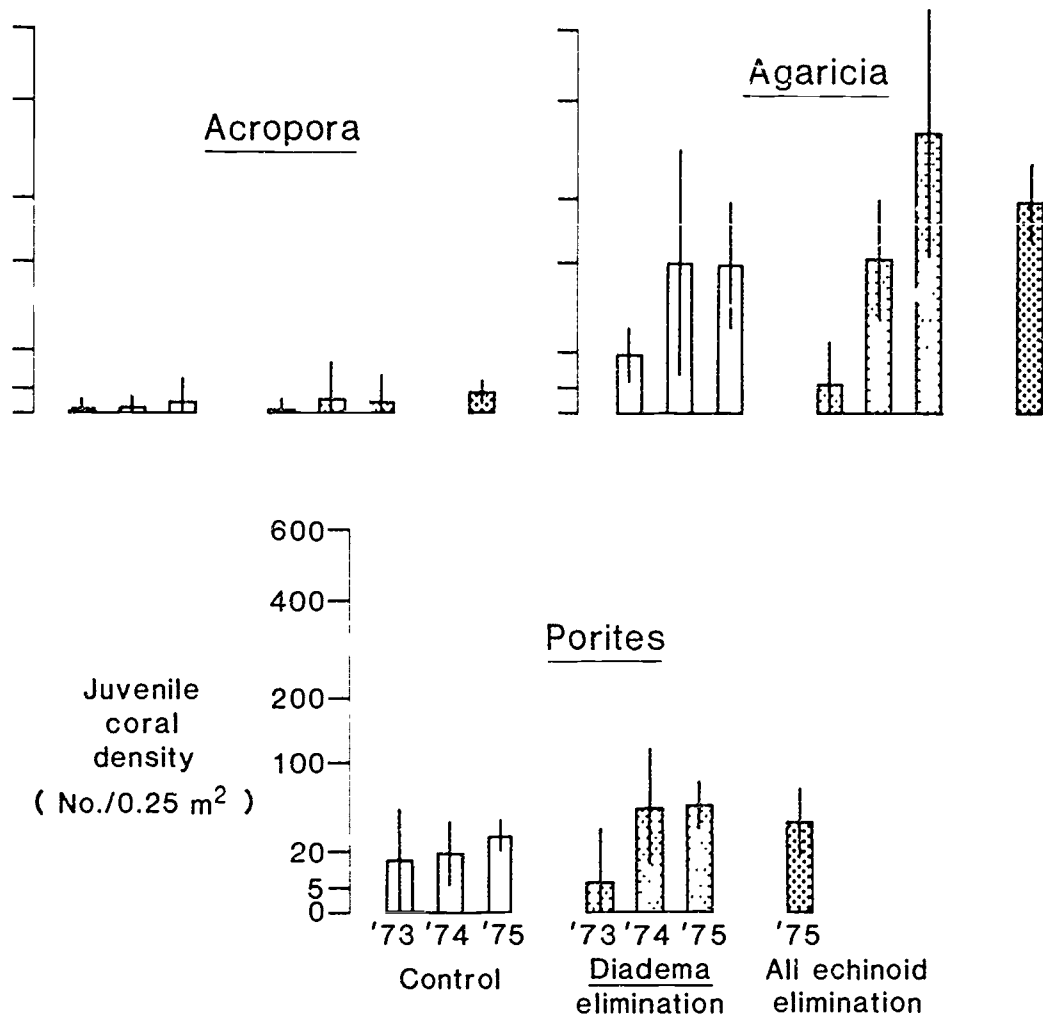 Acropora
Agaricia
Porites
600
400
200
100
20
5
0
Juvenile
coral
density
( No./0.25 m² )
'73 '74 '75 '73 '74 '75 '75
Control
Diadema
elimination
All echinoid
elimination